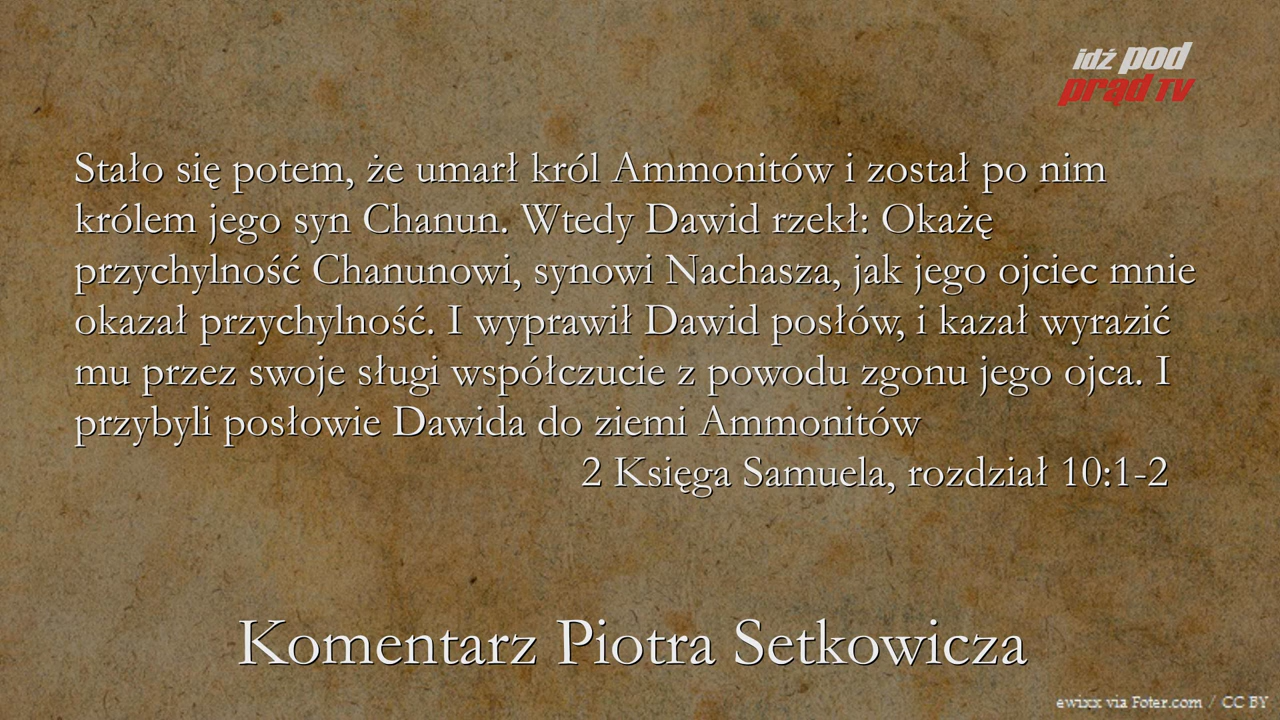 idź pod
prąd TV
Stało się potem, że umarł król Ammonitów i został po nim
królem jego syn Chanun. Wtedy Dawid rzekł: Okażę
przychylność Chanunowi, synowi Nachasza, jak jego ojciec mnie
okazał przychylność. I wyprawił Dawid posłów, i kazał wyrazić
mu przez swoje sługi współczucie z powodu zgonu jego ojca. I
przybyli posłowie Dawida do ziemi Ammonitów
2 Księga Samuela, rozdział 10:1-2
Komentarz Piotra Setkowicza
ewixx via Foter.com / CC BY